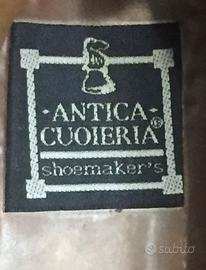 ·ANTICA
CUOIERIA®
shoemaker's
subito